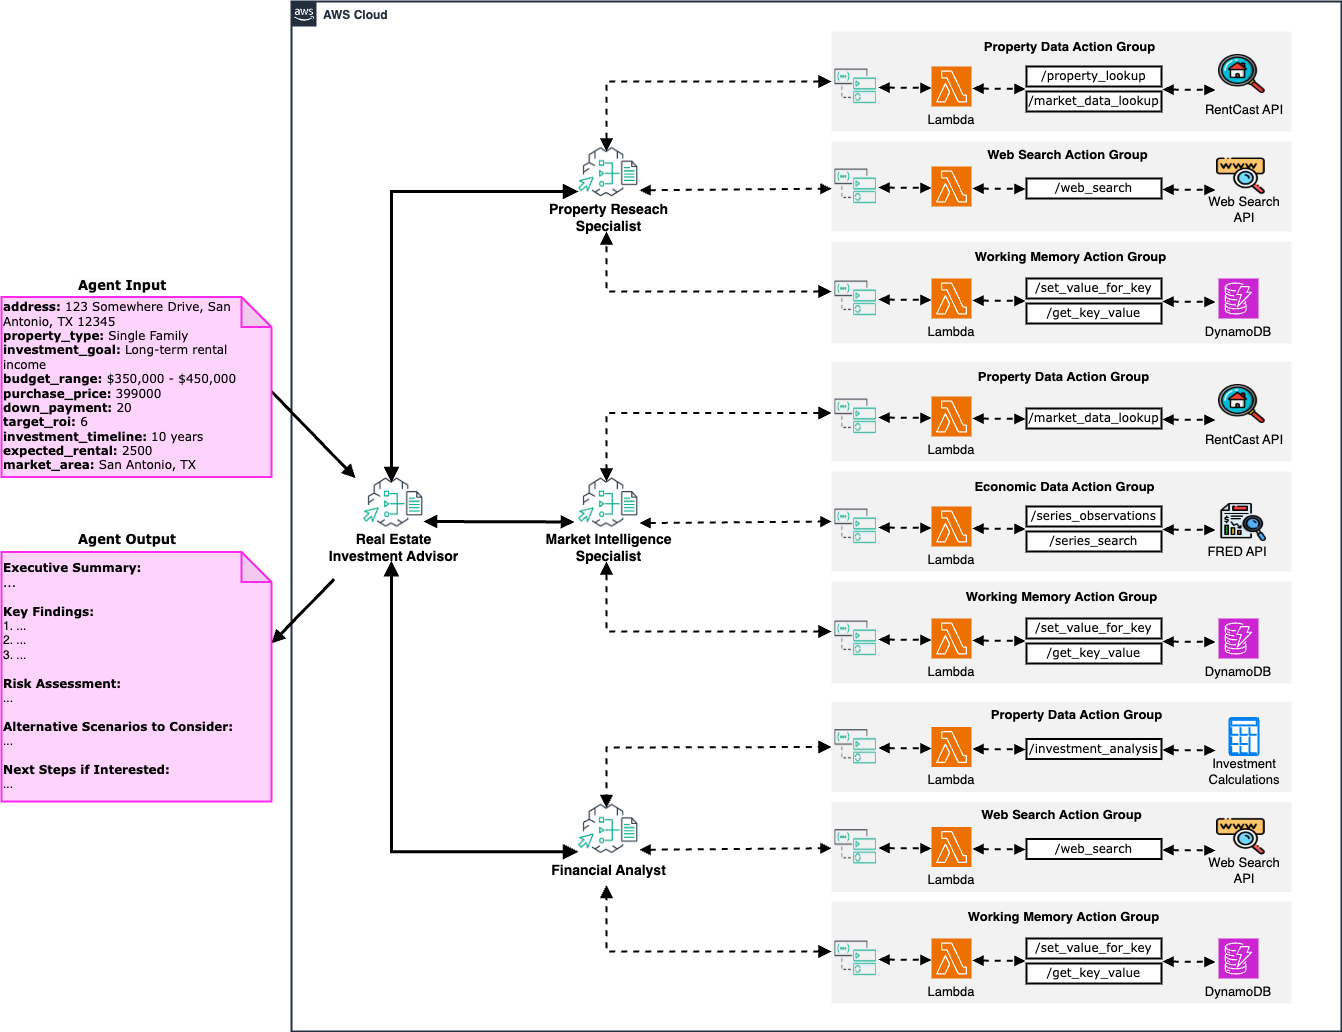 aws
AWS Cloud
Agent Input
address: 123 Somewhere Drive, San
Antonio, TX 12345
property_type: Single Family
investment_goal: Long-term rental
income
budget_range: $350,000 - $450,000
purchase_price: 399000
down_payment: 20
target_roi: 6
investment_timeline: 10 years
expected_rental: 2500
market_area: San Antonio, TX
Agent Output
Executive Summary:
...
Key Findings:
1. ...
2. ...
3. ...
Risk Assessment:
...
Alternative Scenarios to Consider:
...
Next Steps if Interested:
...
Real Estate
Investment Advisor
Property Reseach
Specialist
Property Data Action Group
Lambda
/property_lookup
/market_data_lookup
RentCast API
Web Search Action Group
Lambda
/web_search
WWW
Web Search
API
Working Memory Action Group
Lambda
/set_value_for_key
/get_key_value
DynamoDB
Market Intelligence
Specialist
Property Data Action Group
Lambda
/market_data_lookup
RentCast API
Economic Data Action Group
Lambda
/series_observations
/series_search
FRED API
Working Memory Action Group
Lambda
/set_value_for_key
/get_key_value
DynamoDB
Financial Analyst
Property Data Action Group
Lambda
/investment_analysis
Investment
Calculations
Web Search Action Group
Lambda
/web_search
WWW
Web Search
API
Working Memory Action Group
Lambda
/set_value_for_key
/get_key_value
DynamoDB